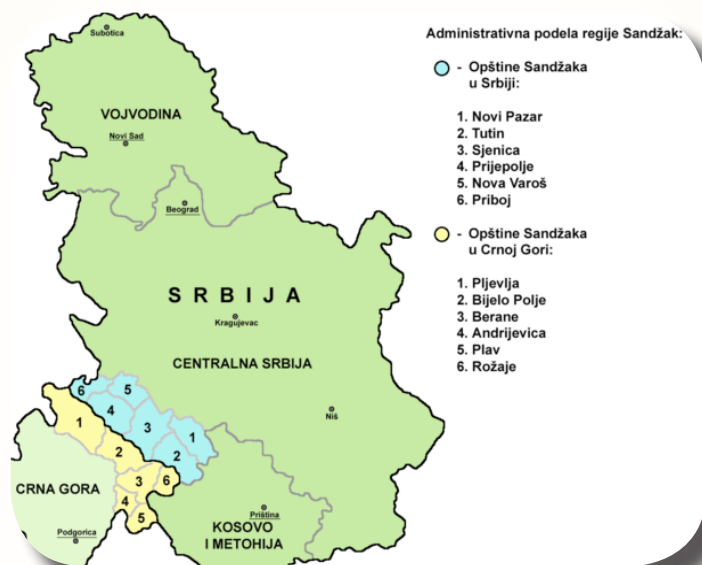 Subotica
VOJVODINA
Novi Sad
Beograd
SRBIJA
Kragujevac
CENTRALNA SRBIJA
Niš
6
5
4
3
1
2
1
2
3
6
4
5
CRNA GORA
Podgorica
Priština
KOSOVO
I METOHIJA
Administrativna podela regije Sandžak:
- Opštine Sandžaka
u Srbiji:
1. Novi Pazar
2. Tutin
3. Sjenica
4. Prijepolje
5. Nova Varoš
6. Priboj
- Opštine Sandžaka
u Crnoj Gori:
1. Pljevlja
2. Bijelo Polje
3. Berane
4. Andrijevica
5. Plav
6. Rožaje